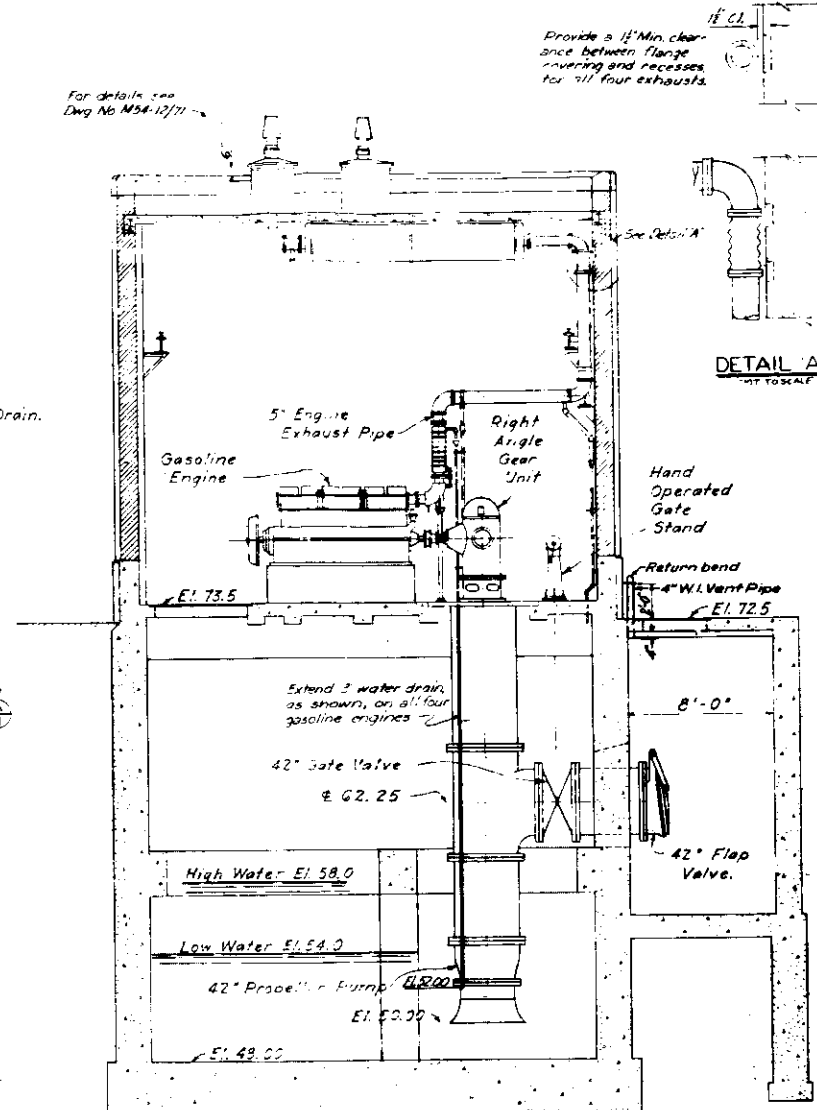 1½" Cl.
Provide a 1½" Min. clear-
ance between flange
covering and recesses
for all four exhausts.
For details see
Dwg No M54-12/71
6"
See Detail "A"
DETAIL A
NOT TO SCALE
Drain.
5" Engine
Exhaust Pipe
Right
Angle
Gear
Unit
Gasoline
Engine
Hand
Operated
Gate
Stand
Return bend
4" W.I. Vent Pipe
El. 73.5
El. 72.5
Extend 3" water drain,
as shown, on all four
gasoline engines
8'-0"
42" Gate Valve
℄ 62.25
42" Flap
Valve.
High Water El. 58.0
Low Water El. 54.0
42" Propeller Pump
El. 52.00
El. 50.00
El. 49.00